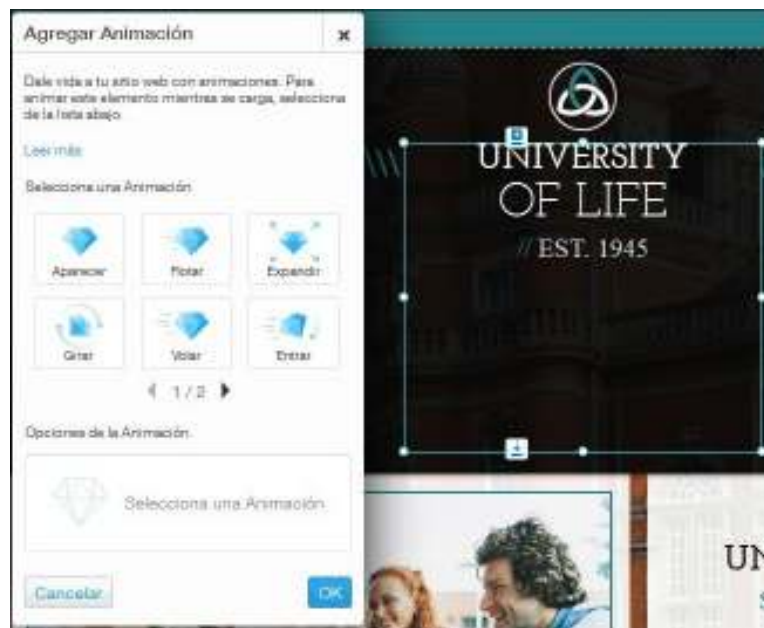 Agregar Animación
Dale vida a tu sitio web con animaciones. Para
animar este elemento mientras se carga, selecciona
de la lista abajo.
Leer más
Selecciona una Animación
Aparecer
Flotar
Expandir
Girar
Volar
Entrar
1 / 2
Opciones de la Animación
Selecciona una Animación
Cancelar
OK
UNIVERSITY
OF LIFE
// EST. 1945
UN